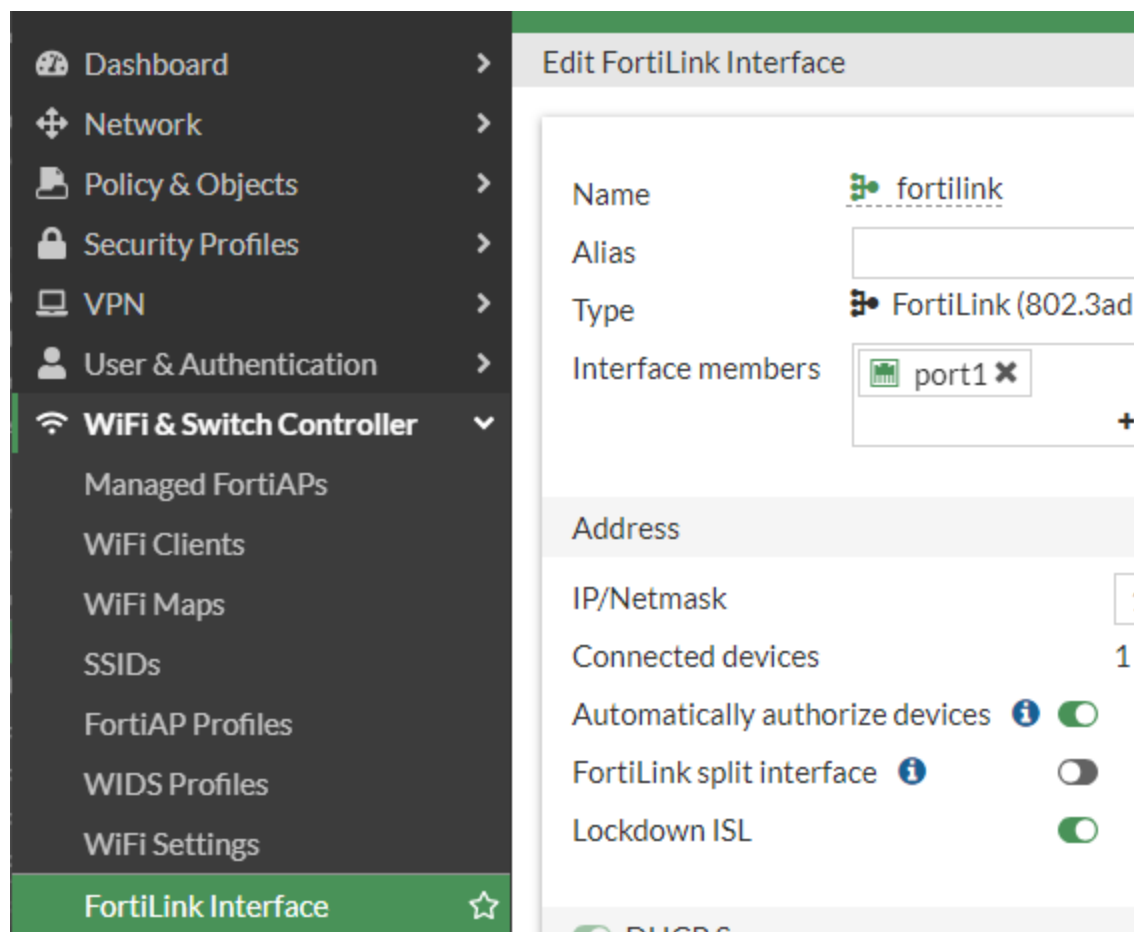 Dashboard
Network
Policy & Objects
Security Profiles
VPN
User & Authentication
WiFi & Switch Controller
Managed FortiAPs
WiFi Clients
WiFi Maps
SSIDs
FortiAP Profiles
WIDS Profiles
WiFi Settings
FortiLink Interface
Edit FortiLink Interface
Name fortilink
Alias
Type FortiLink (802.3ad
Interface members port1
Address
IP/Netmask
Connected devices 1
Automatically authorize devices
FortiLink split interface
Lockdown ISL